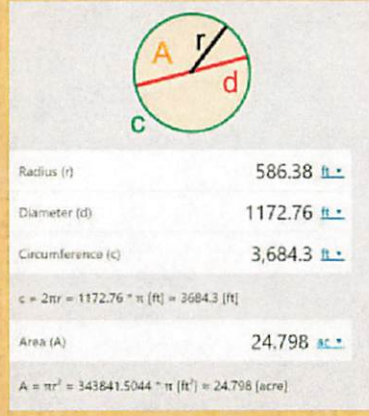 A r
d
c
Radius (r) 586.38 ft
Diameter (d) 1172.76 ft
Circumference (c) 3,684.3 ft
c = 2πr = 1172.76 * π [ft] = 3684.3 [ft]
Area (A) 24.798 ac
A = πr² = 343841.5044 * π [ft²] = 24.798 [acre]